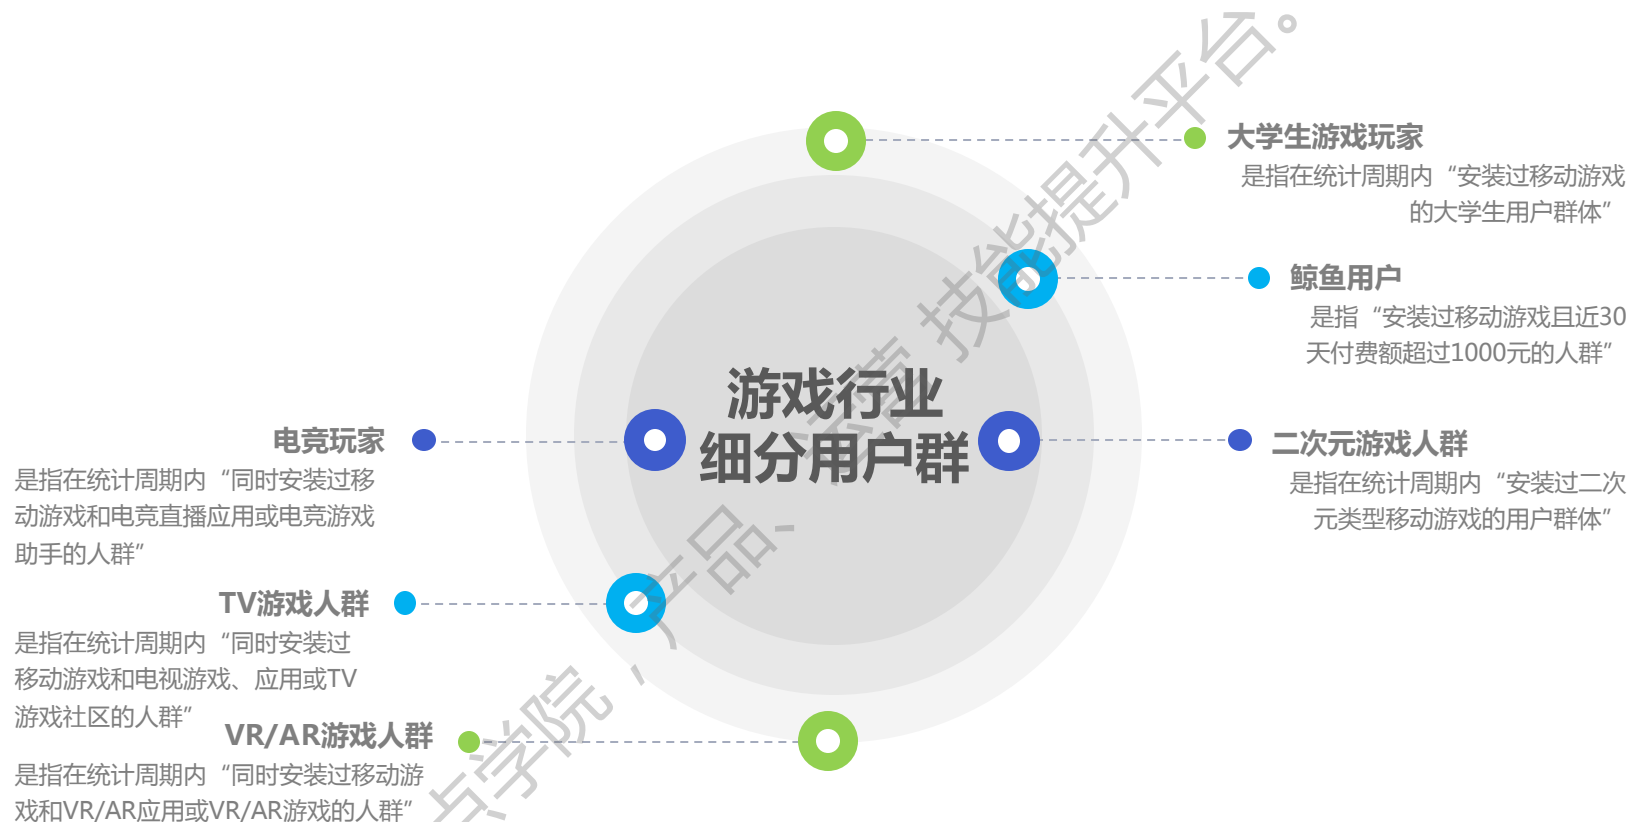 大学生游戏玩家
是指在统计周期内“安装过移动游戏
的大学生用户群体”
鲸鱼用户
是指“安装过移动游戏且近30
天付费额超过1000元的人群”
游戏行业
细分用户群
二次元游戏人群
是指在统计周期内“安装过二次
元类型移动游戏的用户群体”
电竞玩家
是指在统计周期内“同时安装过移
动游戏和电竞直播应用或电竞游戏
助手的人群”
TV游戏人群
是指在统计周期内“同时安装过
移动游戏和电视游戏、应用或TV
游戏社区的人群”
VR/AR游戏人群
是指在统计周期内“同时安装过移动游
戏和VR/AR应用或VR/AR游戏的人群”
点学院，产品、运营 技能提升平台。